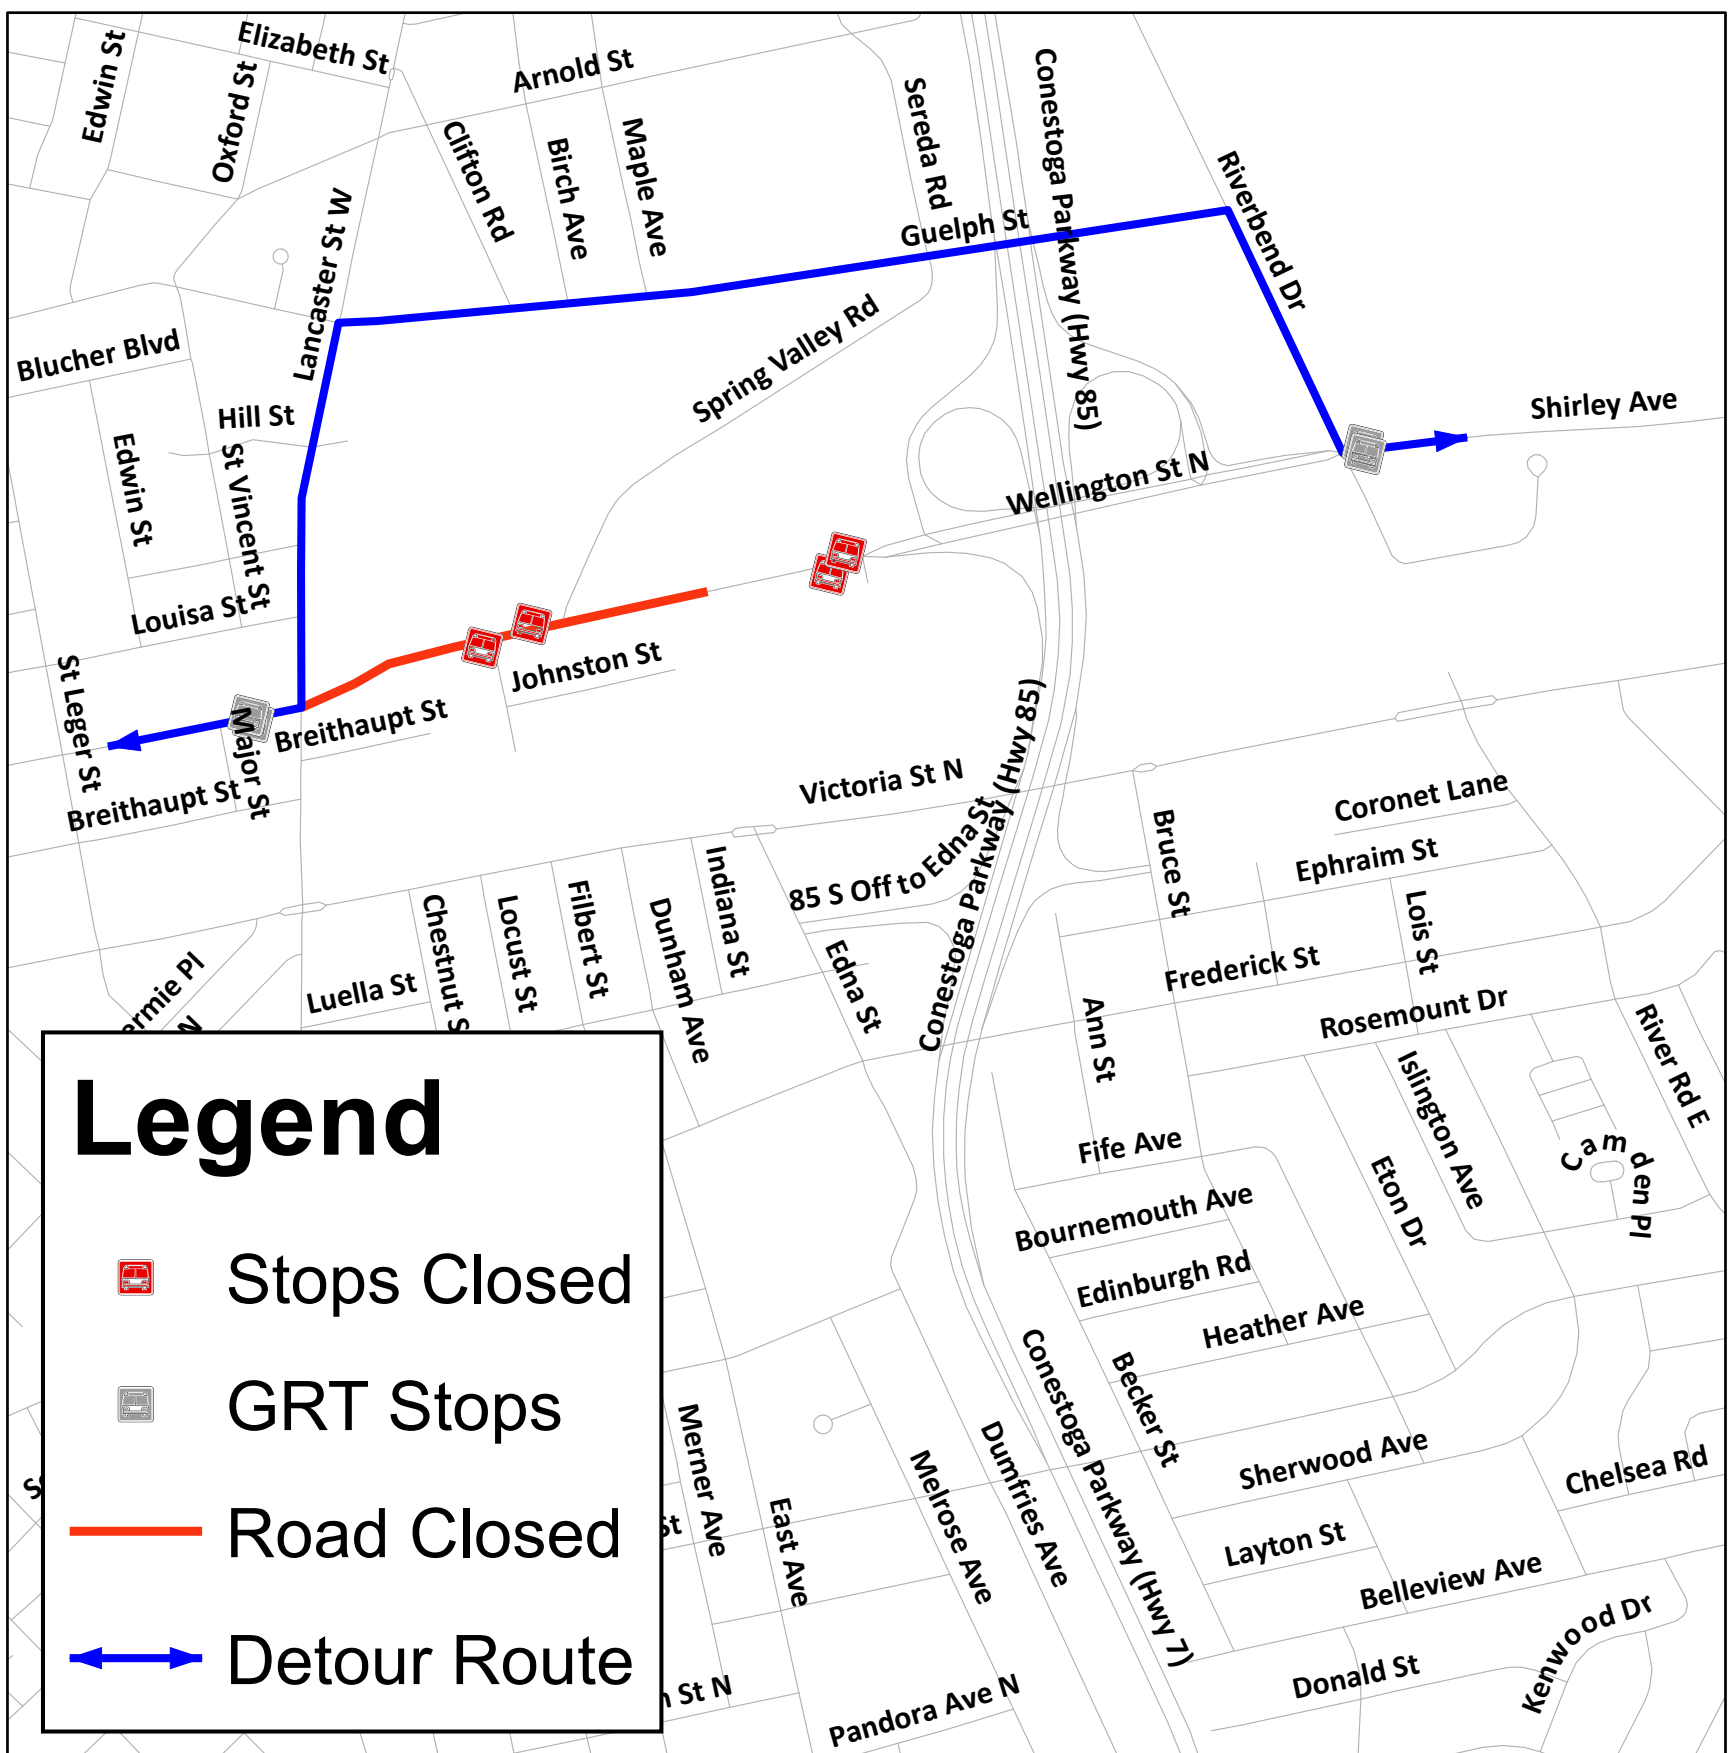 Elizabeth St
Edwin St
Oxford St
Arnold St
Clifton Rd
Birch Ave
Maple Ave
Sereda Rd
Conestoga Parkway (Hwy 85)
Riverbend Dr
Guelph St
Lancaster St W
Blucher Blvd
Hill St
Edwin St
St Vincent St
Spring Valley Rd
Shirley Ave
Wellington St N
Louisa St
Johnston St
St Leger St
Major St
Breithaupt St
Breithaupt St
Victoria St N
Conestoga Parkway (Hwy 85)
85 S Off to Edna St
Coronet Lane
Ephraim St
Bruce St
Lois St
Indiana St
Dunham Ave
Filbert St
Locust St
Chestnut S
Luella St
Edna St
Frederick St
Rosemount Dr
Ann St
River Rd E
Islington Ave
Eton Dr
Camden Pl
ermie Pl
N
Fife Ave
Bournemouth Ave
Edinburgh Rd
Heather Ave
Becker St
Conestoga Parkway (Hwy 7)
Dumfries Ave
Melrose Ave
Merner Ave
East Ave
Sherwood Ave
Chelsea Rd
Layton St
Belleview Ave
Kenwood Dr
Donald St
Pandora Ave N
St
St N
Legend
Stops Closed
GRT Stops
Road Closed
Detour Route